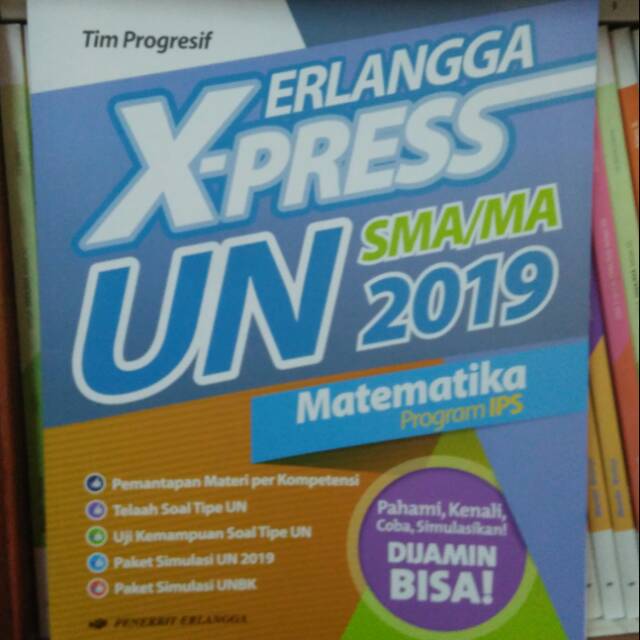 Tim Progresif
ERLANGGA
X-PRESS
UN SMA/MA
2019
Matematika
Program IPS
Pemantapan Materi per Kompetensi
Telaah Soal Tipe UN
Uji Kemampuan Soal Tipe UN
Paket Simulasi UN 2019
Paket Simulasi UNBK
Pahami, Kenali,
Coba, Simulasikan!
DIJAMIN
BISA!
PENERBIT ERLANGGA